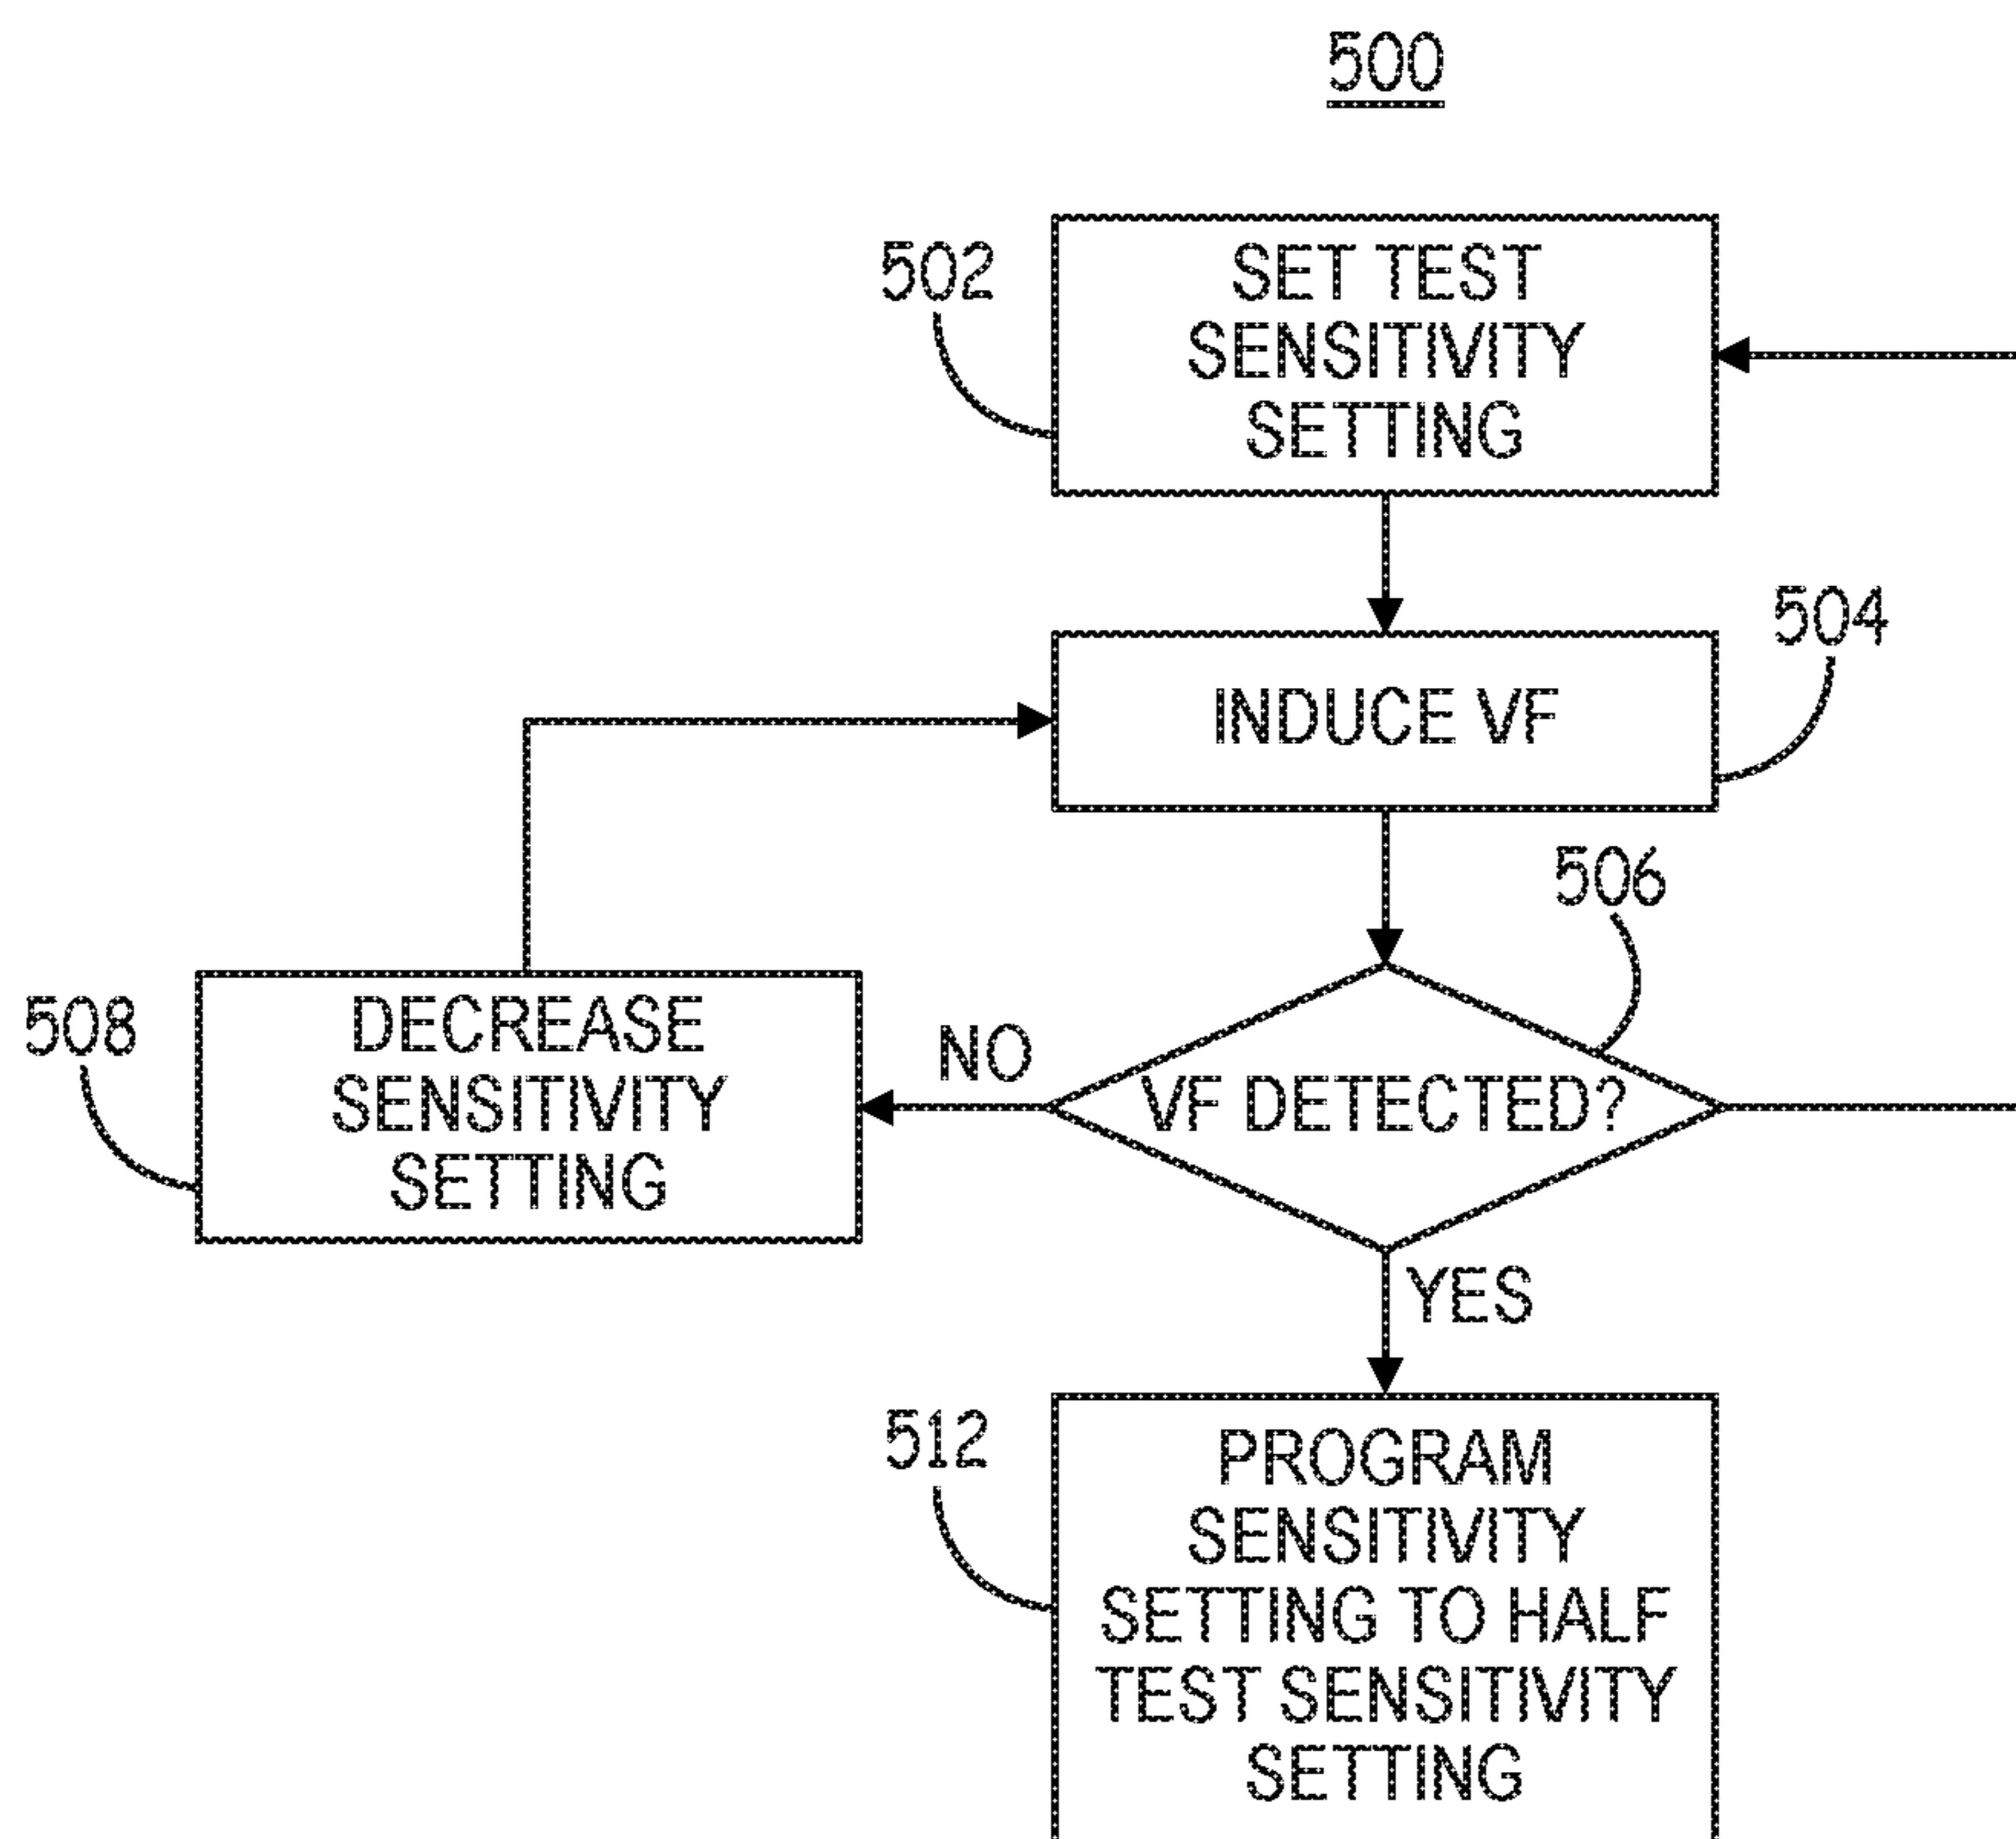 500
502
SET TEST
SENSITIVITY
SETTING
504
INDUCE VF
506
508
DECREASE
SENSITIVITY
SETTING
NO
VF DETECTED?
YES
512
PROGRAM
SENSITIVITY
SETTING TO HALF
TEST SENSITIVITY
SETTING